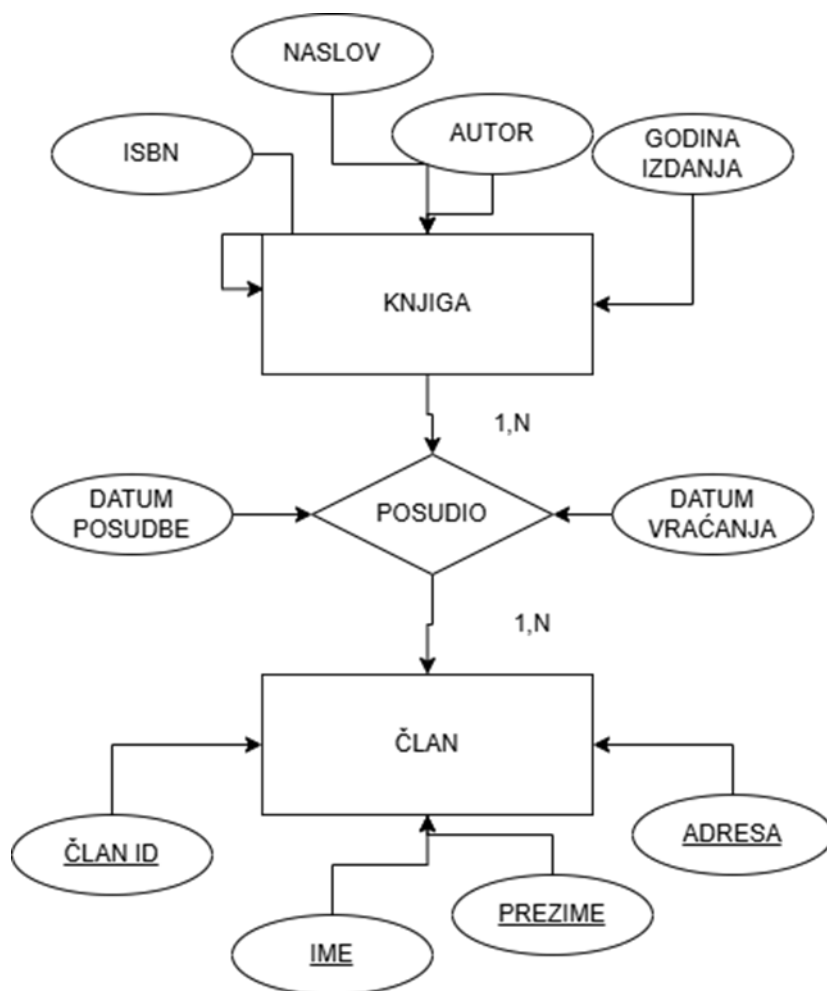 NASLOV
AUTOR
ISBN
GODINA
IZDANJA
KNJIGA
1,N
DATUM
POSUDBE
POSUDIO
DATUM
VRAĆANJA
1,N
ČLAN
ČLAN ID
ADRESA
PREZIME
IME